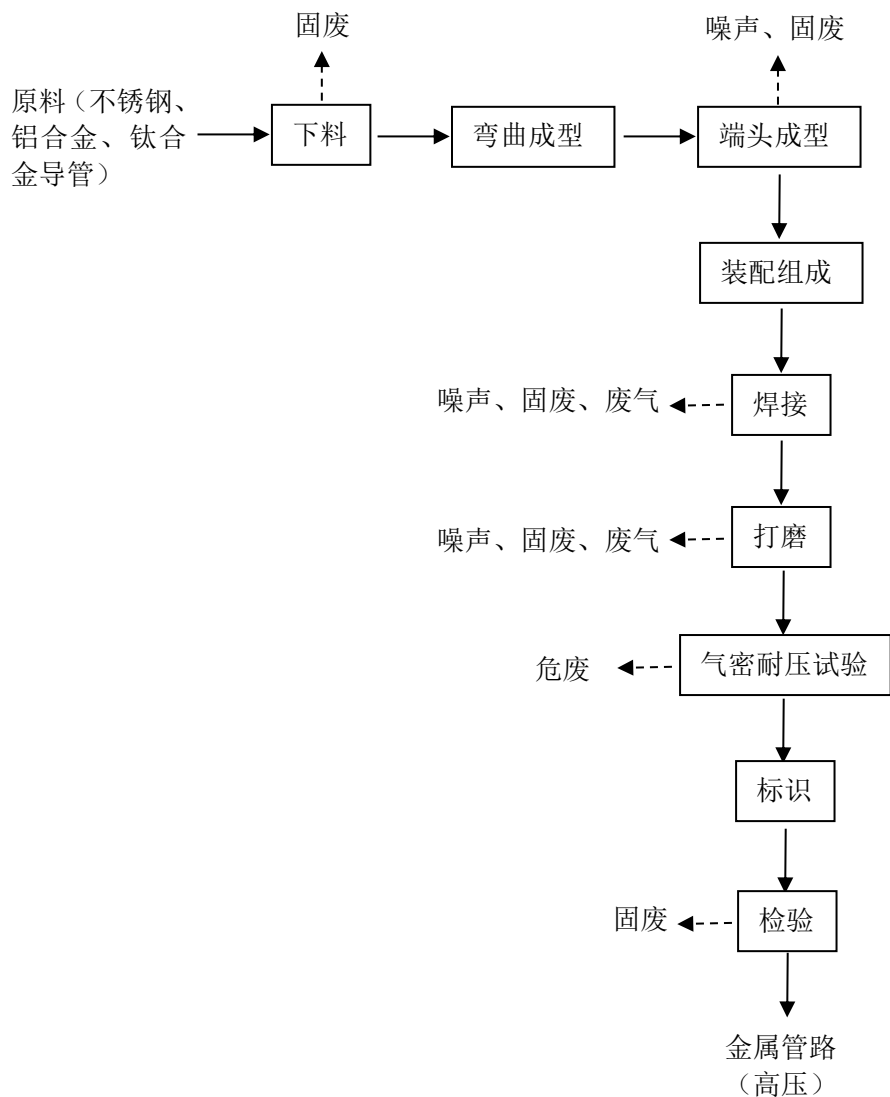 固废
噪声、固废
原料（不锈钢、
铝合金、钛合
金导管）
下料
弯曲成型
端头成型
装配组成
噪声、固废、废气
焊接
噪声、固废、废气
打磨
危废
气密耐压试验
标识
固废
检验
金属管路
（高压）